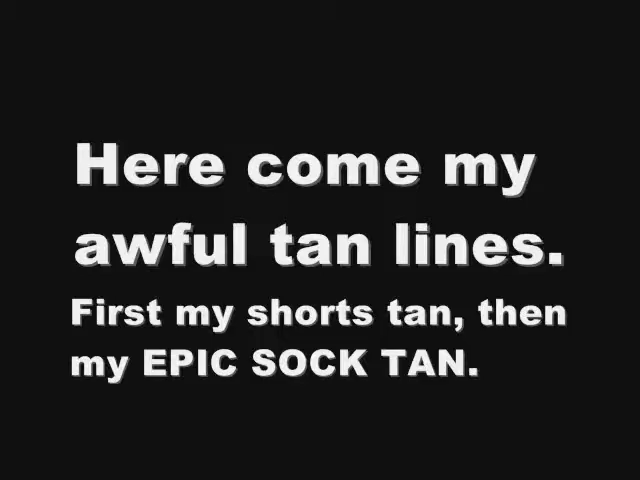 Here come my
awful tan lines.
First my shorts tan, then
my EPIC SOCK TAN.